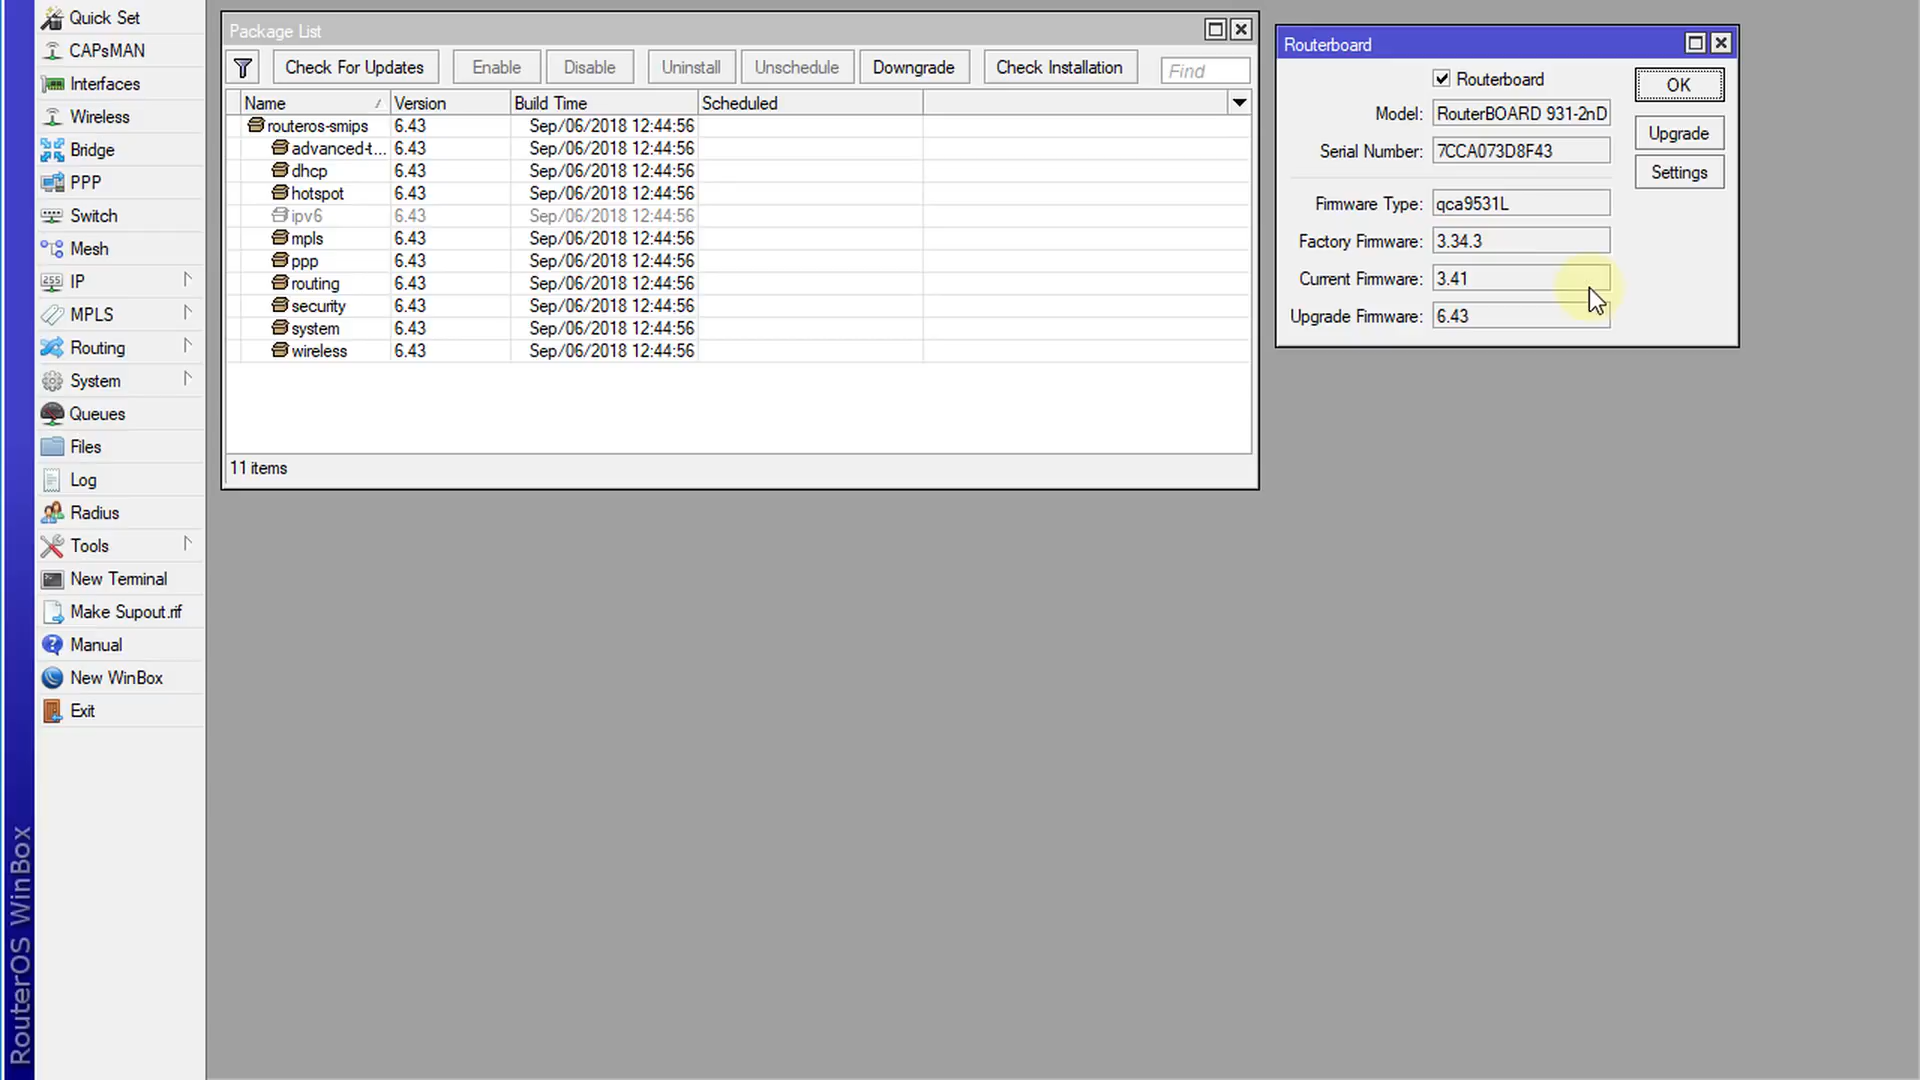 Quick Set
CAPsMAN
Interfaces
Wireless
Bridge
PPP
Switch
Mesh
IP
MPLS
Routing
System
Queues
Files
Log
Radius
Tools
New Terminal
Make Supout.rif
Manual
New WinBox
Exit
RouterOS WinBox
Package List
Check For Updates Enable Disable Uninstall Unschedule Downgrade Check Installation Find
Name Version Build Time Scheduled
routeros-smips 6.43 Sep/06/2018 12:44:56
advanced-t... 6.43 Sep/06/2018 12:44:56
dhcp 6.43 Sep/06/2018 12:44:56
hotspot 6.43 Sep/06/2018 12:44:56
ipv6 6.43 Sep/06/2018 12:44:56
mpls 6.43 Sep/06/2018 12:44:56
ppp 6.43 Sep/06/2018 12:44:56
routing 6.43 Sep/06/2018 12:44:56
security 6.43 Sep/06/2018 12:44:56
system 6.43 Sep/06/2018 12:44:56
wireless 6.43 Sep/06/2018 12:44:56
11 items
Routerboard
Routerboard OK
Model: RouterBOARD 931-2nD
Upgrade
Serial Number: 7CCA073D8F43
Settings
Firmware Type: qca9531L
Factory Firmware: 3.34.3
Current Firmware: 3.41
Upgrade Firmware: 6.43
255